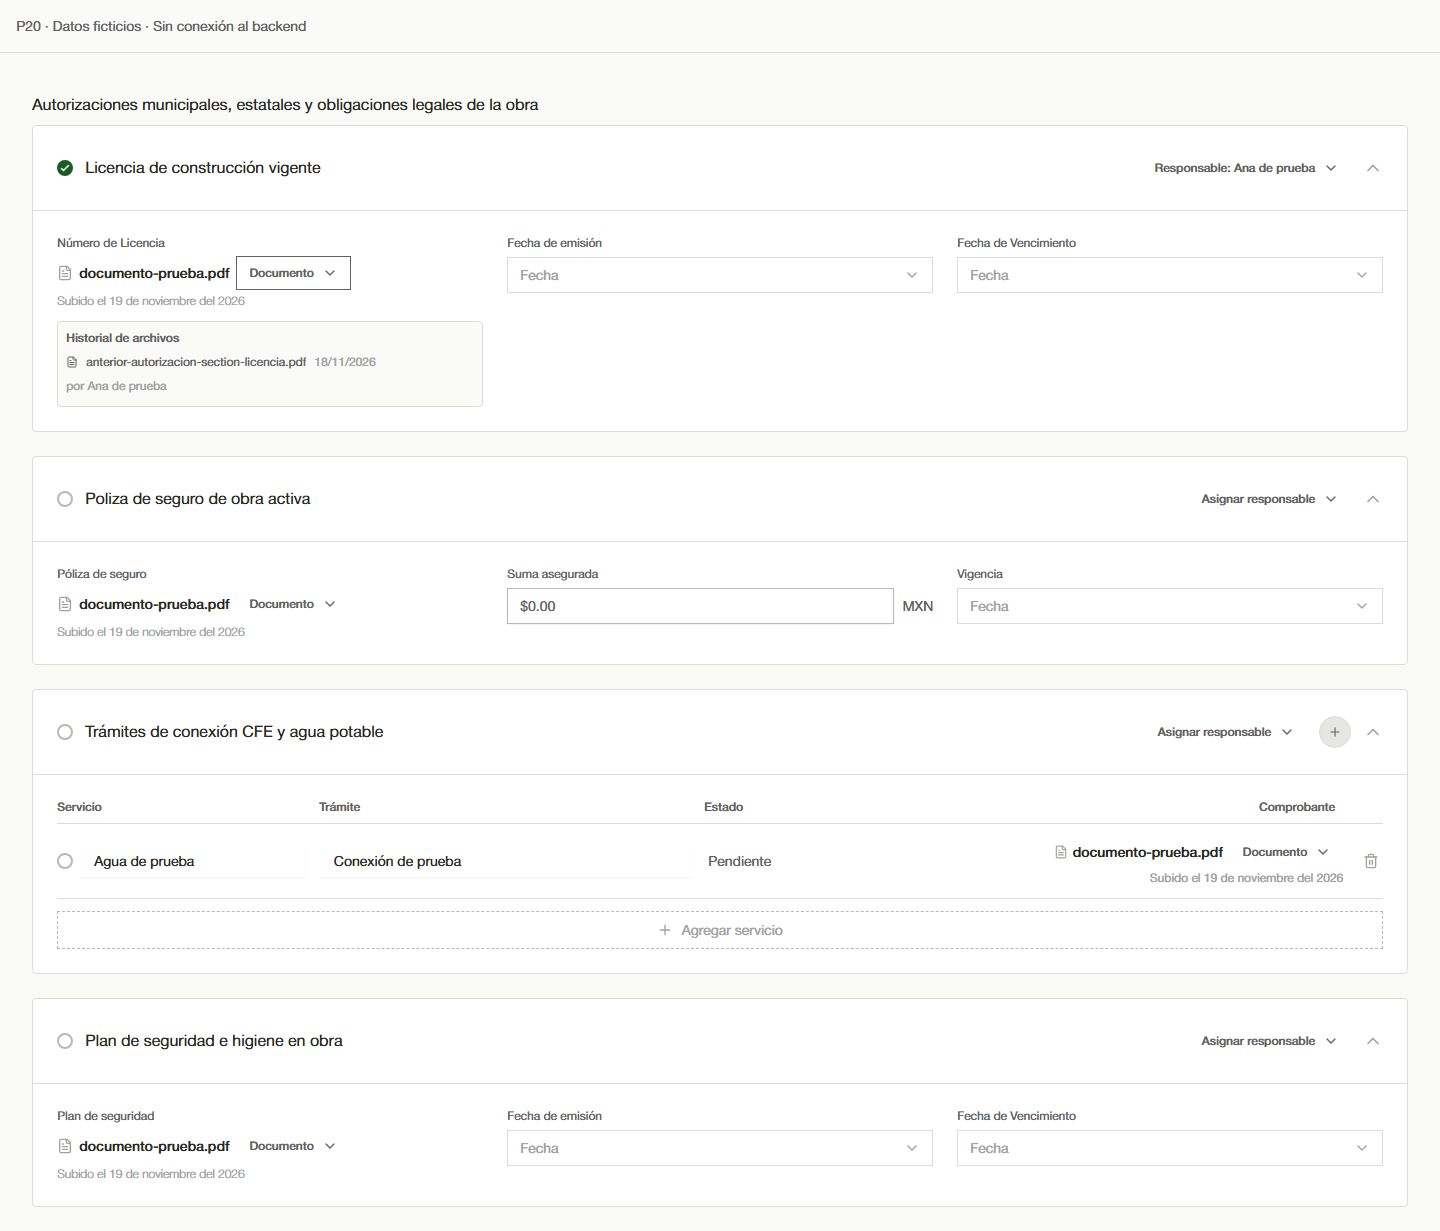 P20 · Datos ficticios · Sin conexión al backend
Autorizaciones municipales, estatales y obligaciones legales de la obra
Licencia de construcción vigente
Responsable: Ana de prueba
Número de Licencia
Fecha de emisión
Fecha de Vencimiento
documento-prueba.pdf Documento
Fecha
Fecha
Subido el 19 de noviembre del 2026
Historial de archivos
anterior-autorizacion-section-licencia.pdf 18/11/2026
por Ana de prueba
Poliza de seguro de obra activa
Asignar responsable
Póliza de seguro
Suma asegurada
Vigencia
documento-prueba.pdf Documento
$0.00 MXN
Fecha
Subido el 19 de noviembre del 2026
Trámites de conexión CFE y agua potable
Asignar responsable
Servicio Trámite Estado Comprobante
Agua de prueba Conexión de prueba Pendiente documento-prueba.pdf Documento
Subido el 19 de noviembre del 2026
Agregar servicio
Plan de seguridad e higiene en obra
Asignar responsable
Plan de seguridad
Fecha de emisión
Fecha de Vencimiento
documento-prueba.pdf Documento
Fecha
Fecha
Subido el 19 de noviembre del 2026